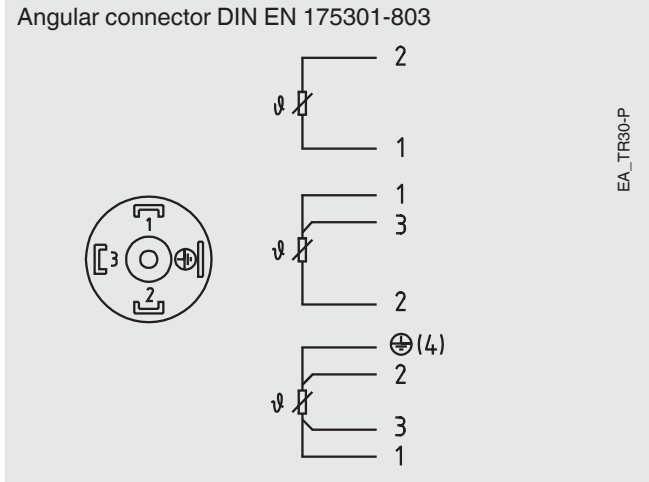 Angular connector DIN EN 175301-803
2
ϑ
1
1
3
ϑ
2
1
3
2
(4)
2
ϑ
3
1
EA_TR30-P